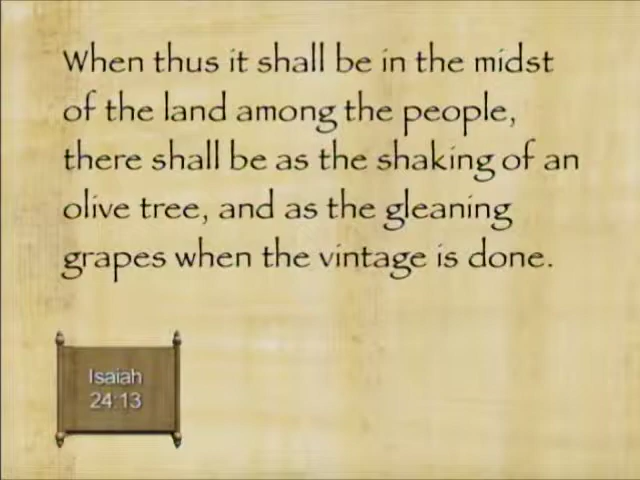 When thus it shall be in the midst
of the land among the people,
there shall be as the shaking of an
olive tree, and as the gleaning
grapes when the vintage is done.
Isaiah
24:13